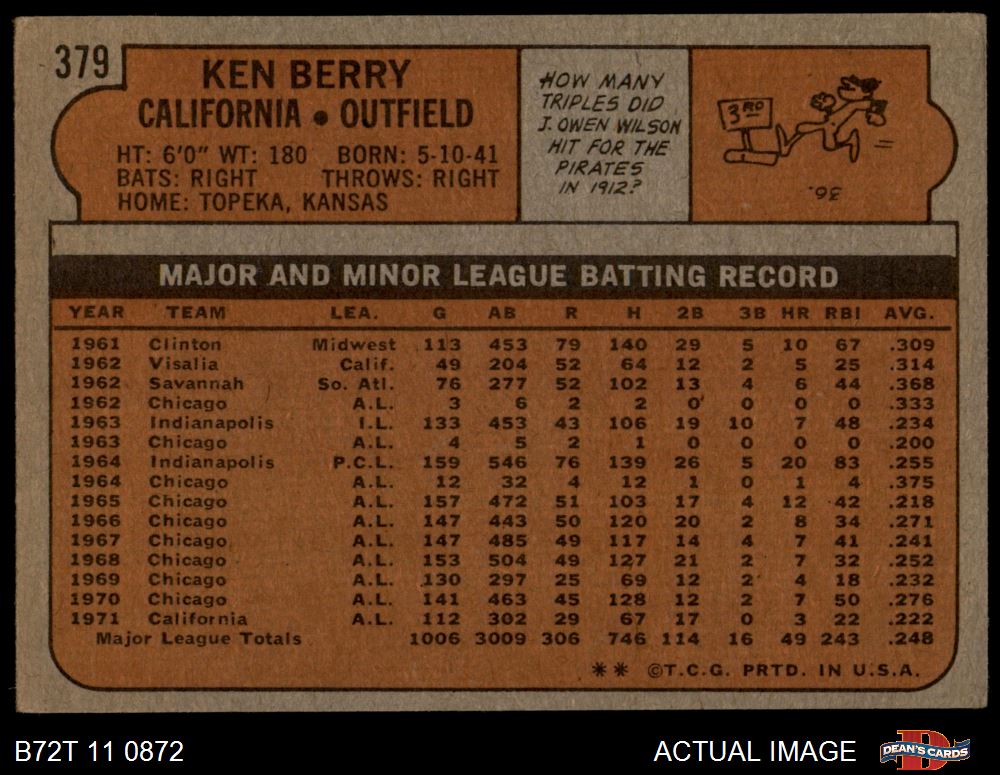 379
KEN BERRY
CALIFORNIA • OUTFIELD
HT: 6'0" WT: 180 BORN: 5-10-41
BATS: RIGHT THROWS: RIGHT
HOME: TOPEKA, KANSAS
HOW MANY
TRIPLES DID
J. OWEN WILSON
HIT FOR THE
PIRATES
IN 1912?
3RD
36.
MAJOR AND MINOR LEAGUE BATTING RECORD
YEAR TEAM LEA. G AB R H 2B 3B HR RBI AVG.
1961 Clinton Midwest 113 453 79 140 29 5 10 67 .309
1962 Visalia Calif. 49 204 52 64 12 2 5 25 .314
1962 Savannah So. Atl. 76 277 52 102 13 4 6 44 .368
1962 Chicago A.L. 3 6 2 2 0 0 0 0 .333
1963 Indianapolis I.L. 133 453 43 106 19 10 7 48 .234
1963 Chicago A.L. 4 5 2 1 0 0 0 0 .200
1964 Indianapolis P.C.L. 159 546 76 139 26 5 20 83 .255
1964 Chicago A.L. 12 32 4 12 1 0 1 4 .375
1965 Chicago A.L. 157 472 51 103 17 4 12 42 .218
1966 Chicago A.L. 147 443 50 120 20 2 8 34 .271
1967 Chicago A.L. 147 485 49 117 14 4 7 41 .241
1968 Chicago A.L. 153 504 49 127 21 2 7 32 .252
1969 Chicago A.L. 130 297 25 69 12 2 4 18 .232
1970 Chicago A.L. 141 463 45 128 12 2 7 50 .276
1971 California A.L. 112 302 29 67 17 0 3 22 .222
Major League Totals 1006 3009 306 746 114 16 49 243 .248
** ©T.C.G. PRTD. IN U.S.A.
B72T 11 0872
ACTUAL IMAGE
DEAN'S CARDS